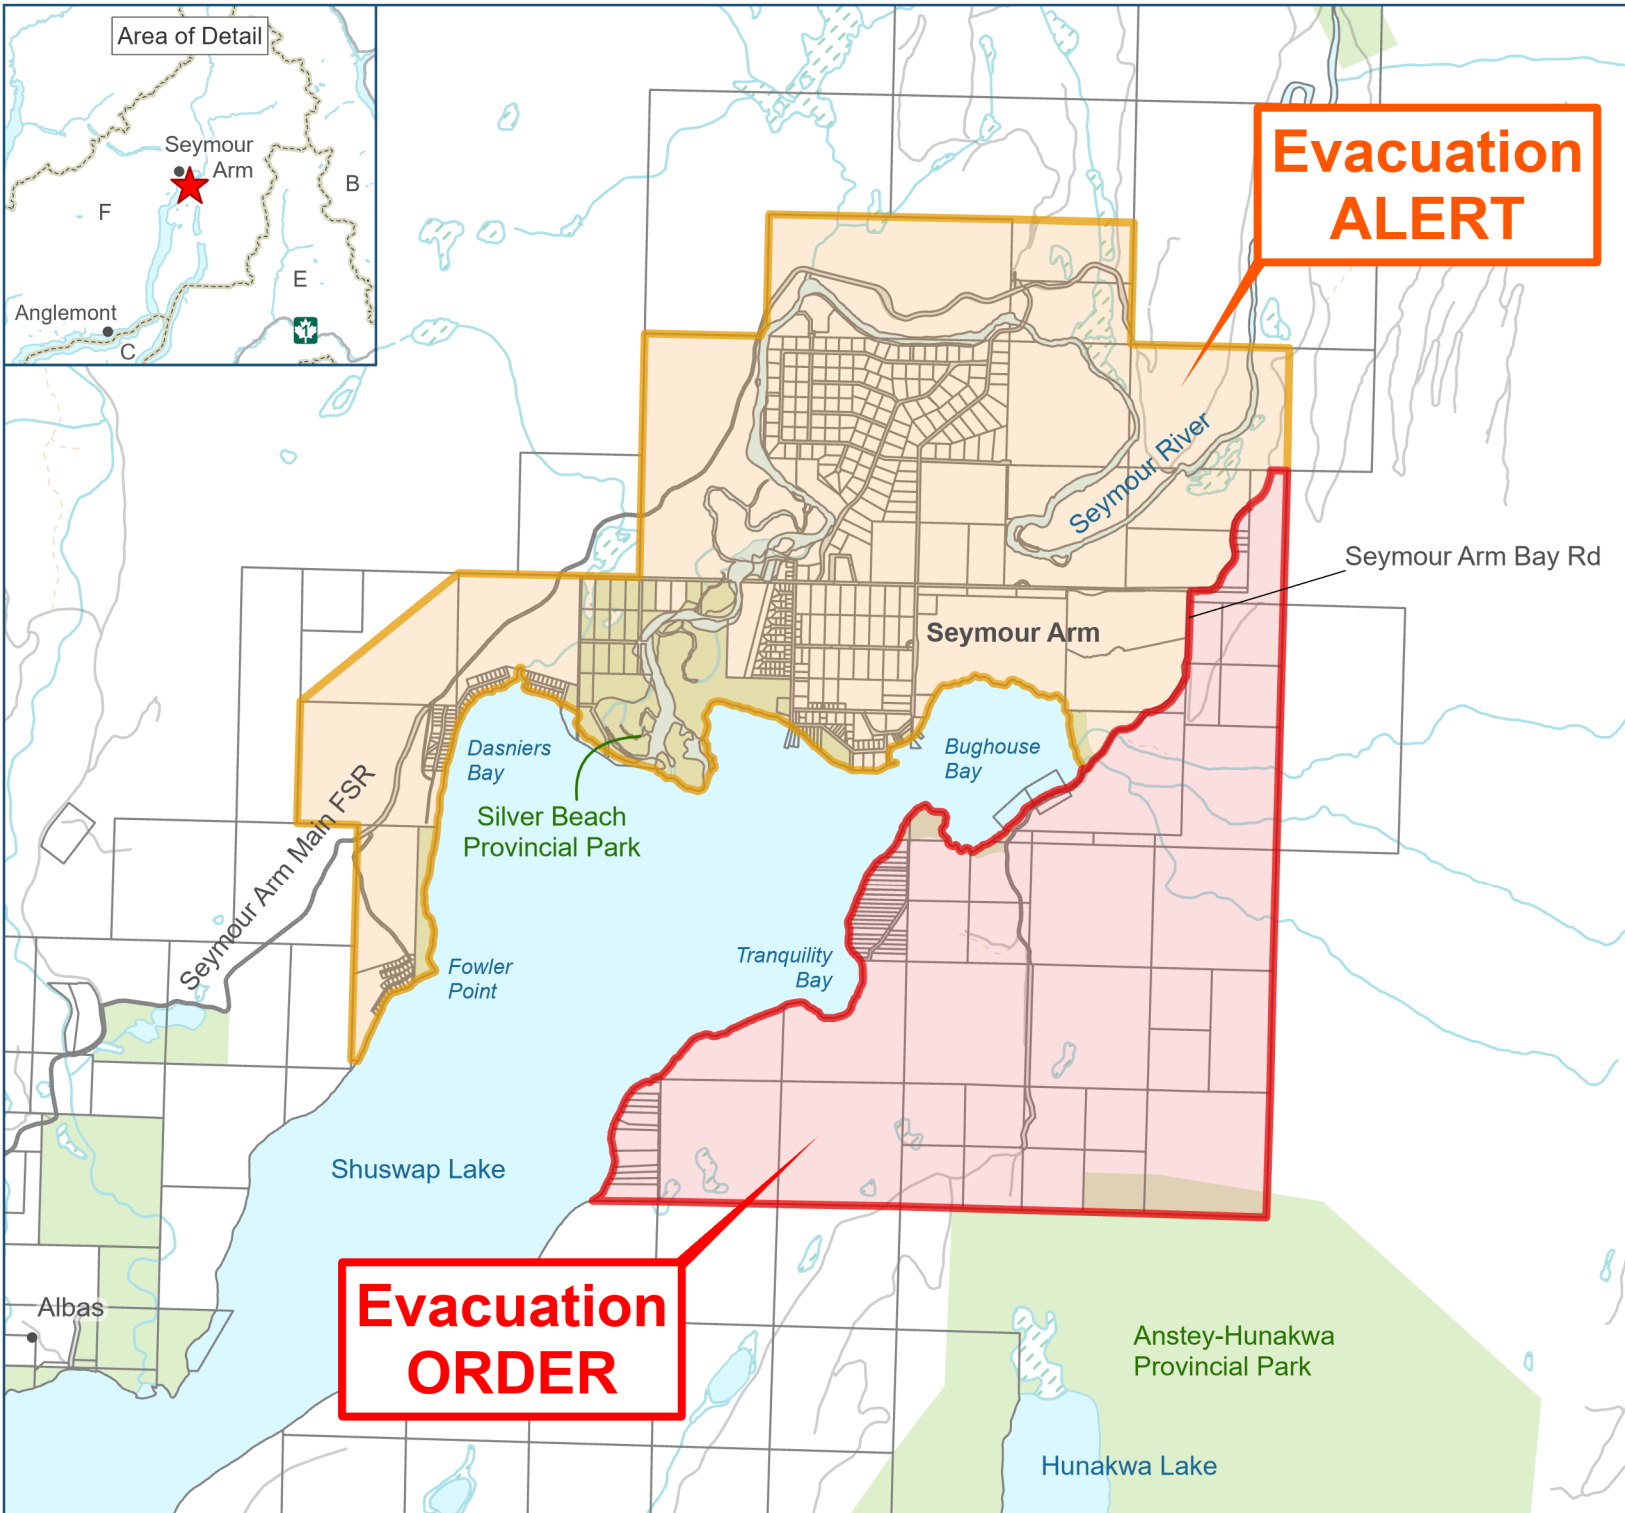 Area of Detail
Seymour
Arm
B
F
E
Anglemont
1
C
Evacuation
ALERT
Seymour River
Seymour Arm Bay Rd
Seymour Arm
Dasniers
Bay
Bughouse
Bay
Silver Beach
Provincial Park
Seymour Arm Main FSR
Tranquility
Bay
Fowler
Point
Shuswap Lake
Evacuation
ORDER
Albas
Anstey-Hunakwa
Provincial Park
Hunakwa Lake